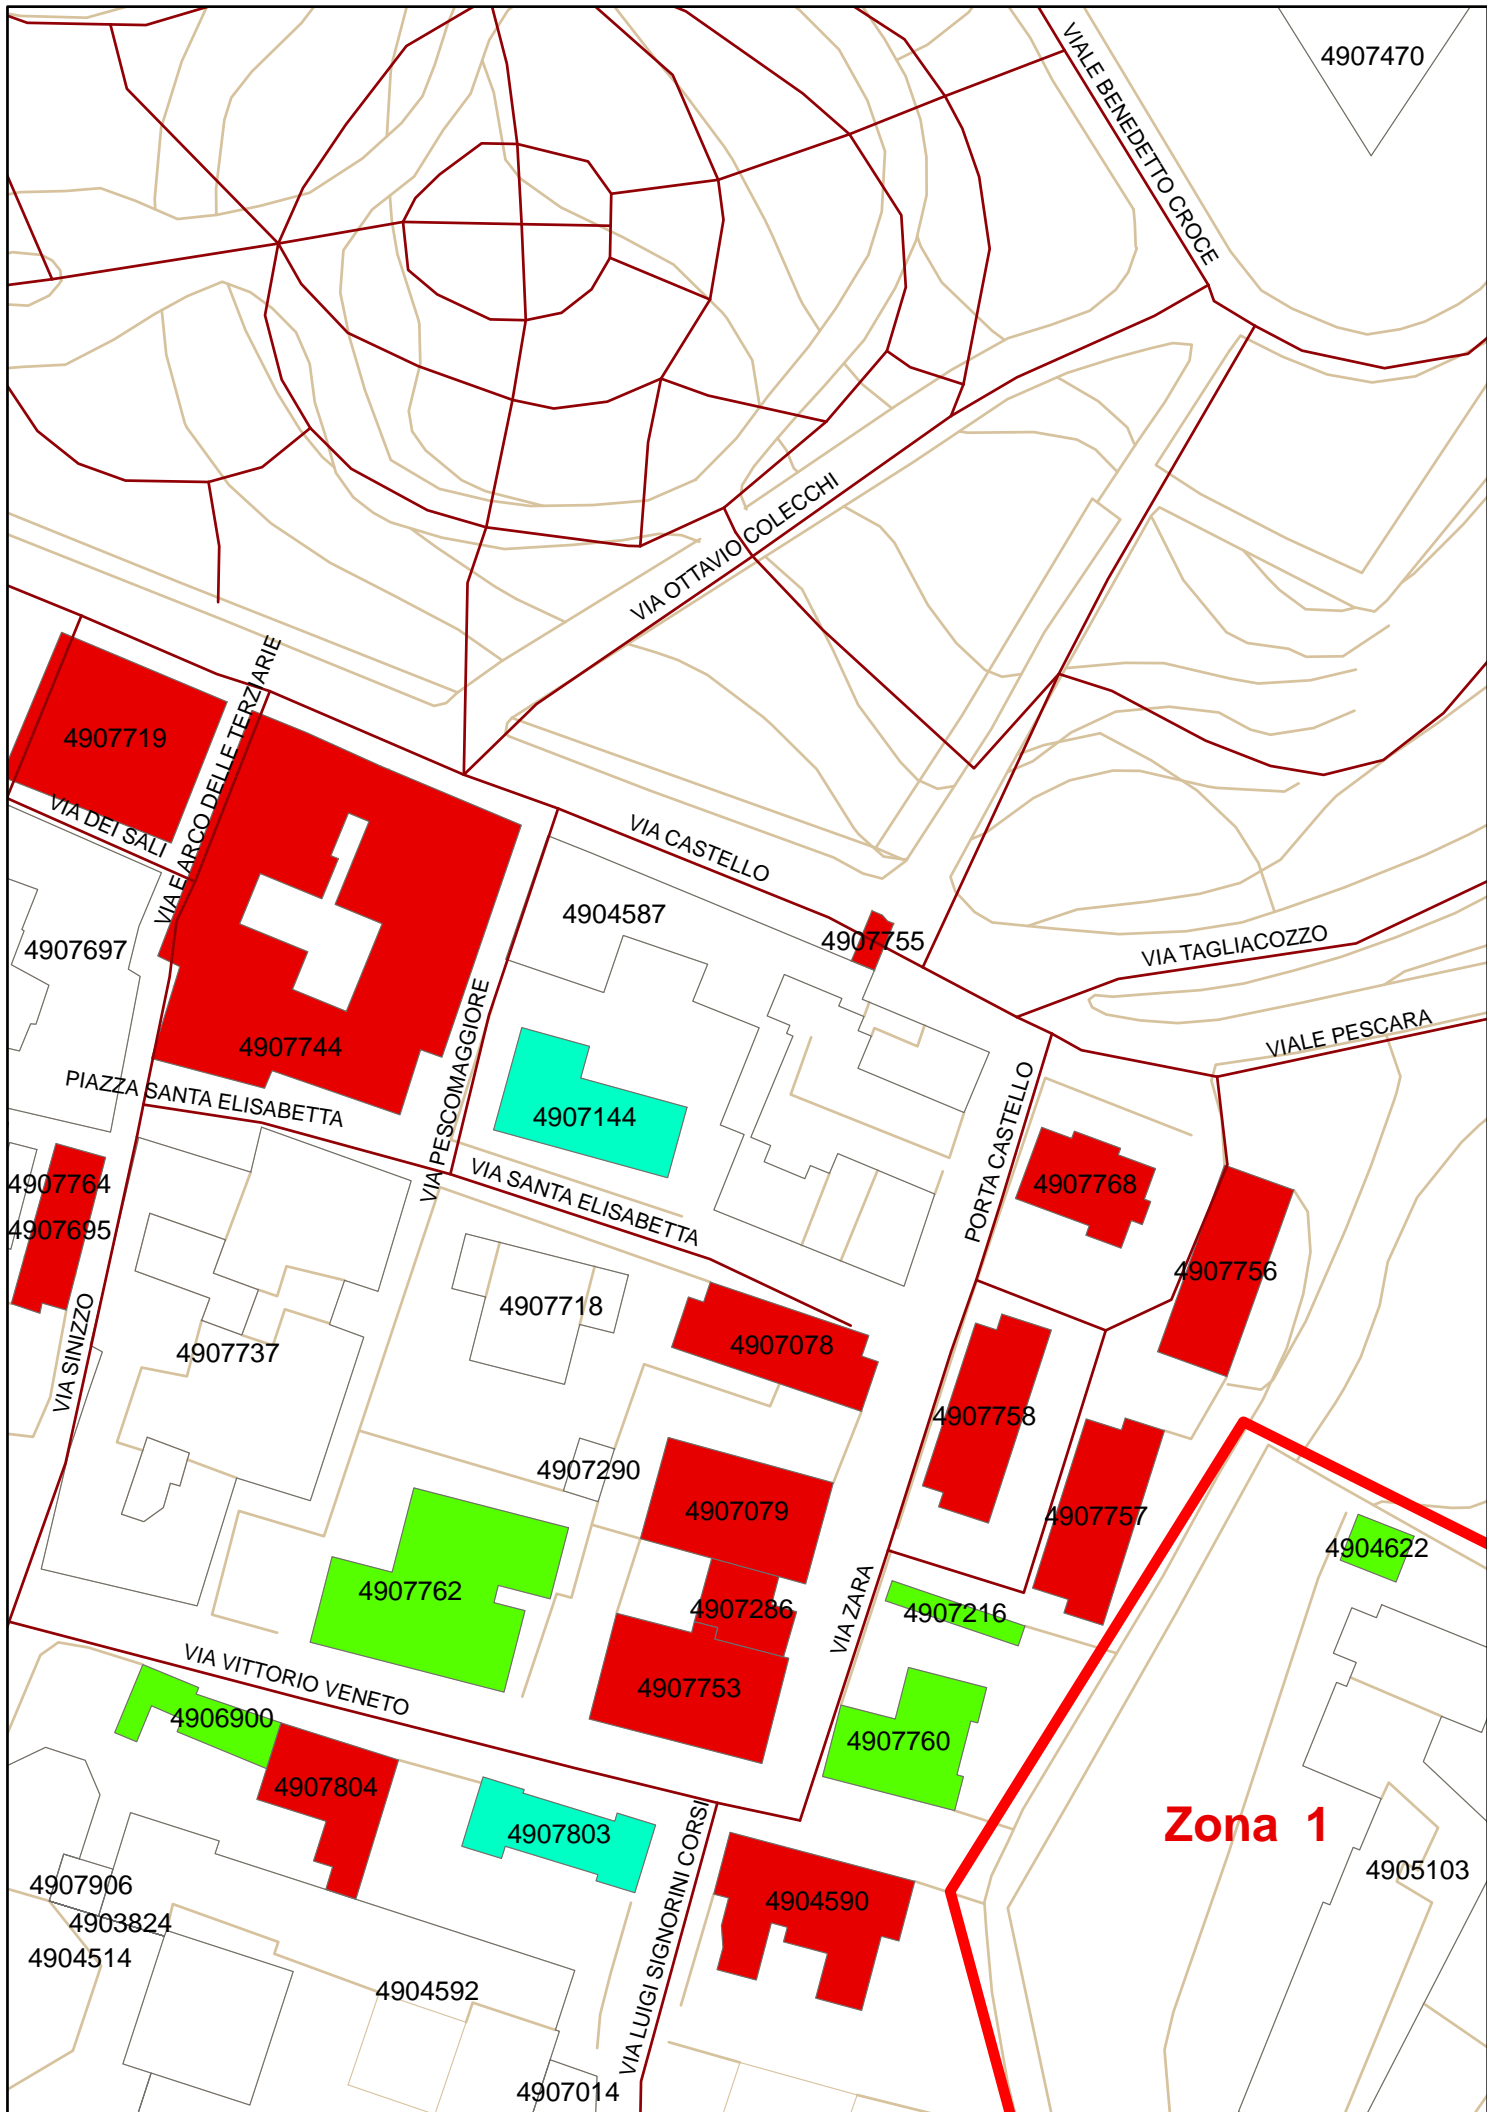 4907470
VIALE BENEDETTO CROCE
VIA OTTAVIO COLECCHI
VIA E ARCO DELLE TERZIARIE
4907719
VIA DEI SALI
VIA CASTELLO
4904587
4907755
4907697
VIA TAGLIACOZZO
VIALE PESCARA
4907744
PIAZZA SANTA ELISABETTA
VIA PESCOMAGGIORE
4907144
PORTA CASTELLO
VIA SANTA ELISABETTA
4907764
4907768
4907695
4907756
4907718
4907078
4907737
VIA SINIZZO
4907758
4907290
4907079
4907757
4904622
4907762
4907286
4907216
VIA ZARA
VIA VITTORIO VENETO
4907753
4906900
4907760
4907804
4907803
Zona 1
VIA LUIGI SIGNORINI CORSI
4905103
4907906
4904590
4903824
4904514
4904592
4907014